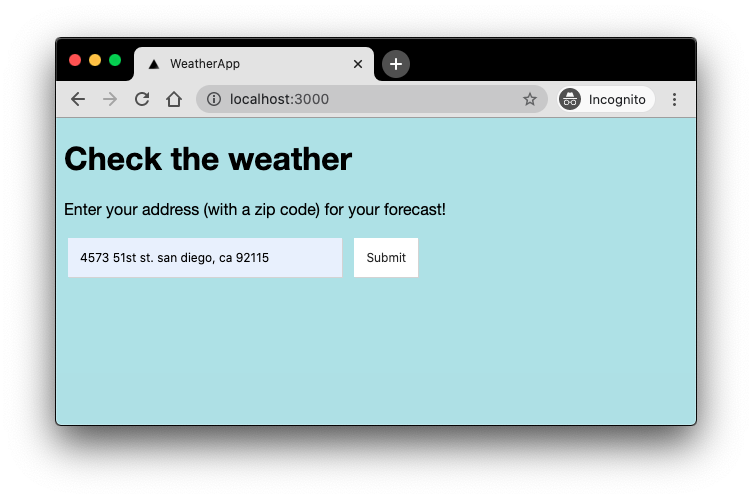 WeatherApp
localhost:3000
Incognito
Check the weather
Enter your address (with a zip code) for your forecast!
4573 51st st. san diego, ca 92115
Submit